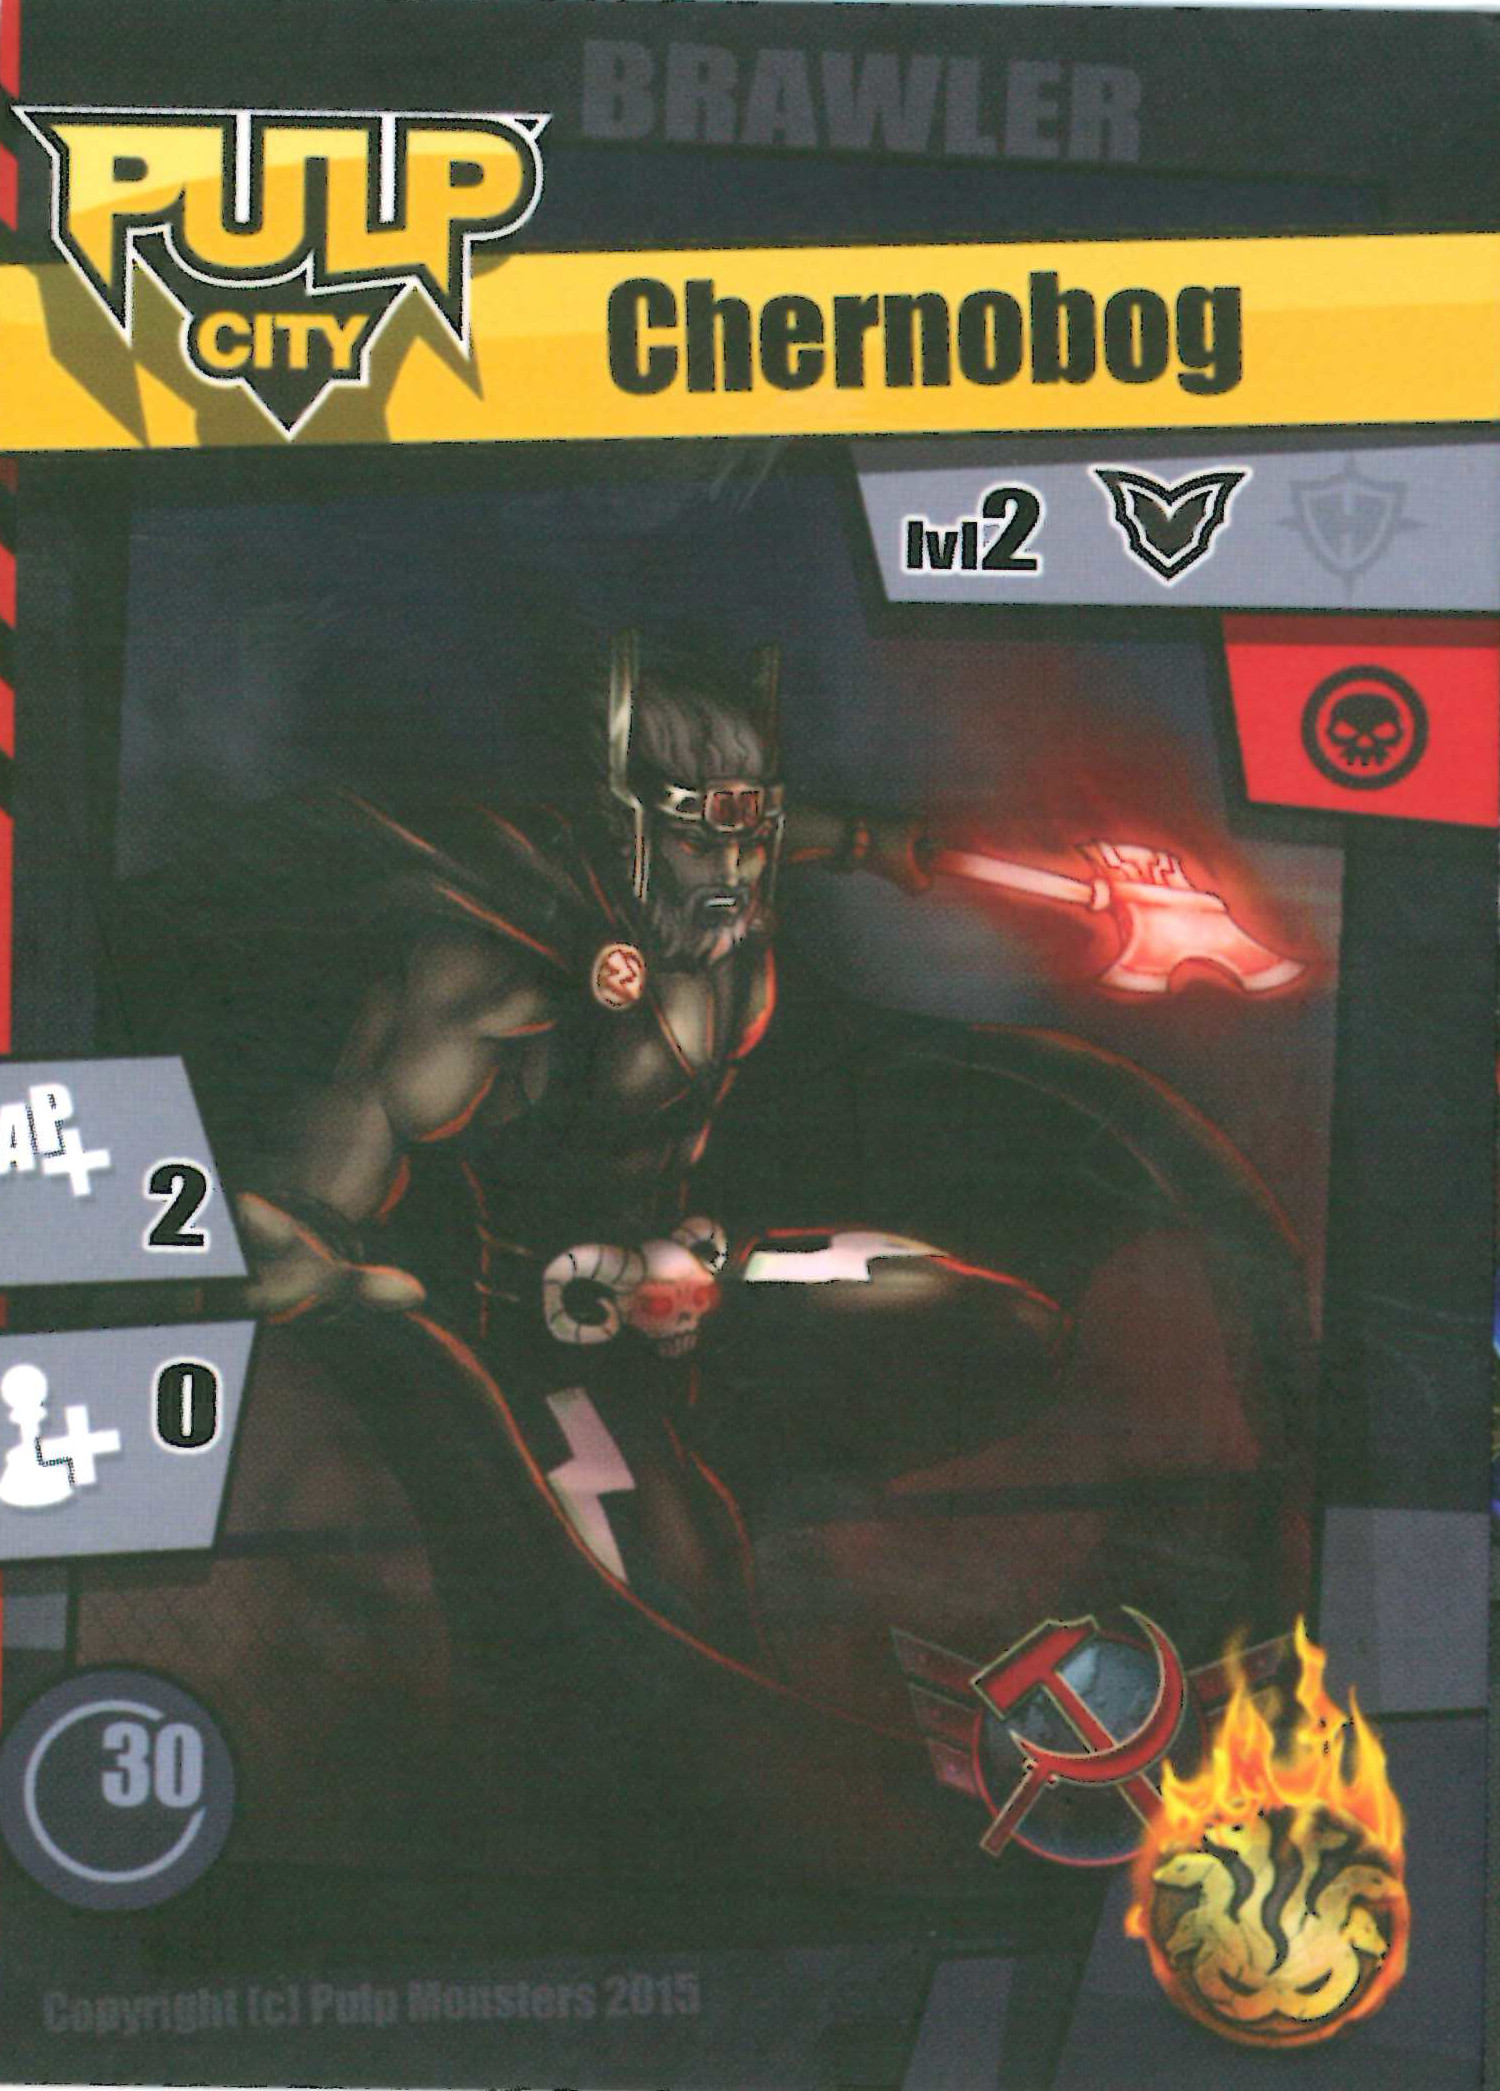 BRAWLER
PULP
CITY
Chernobog
lvl2
AP+
2
0
30
Copyright (c) Pulp Monsters 2015